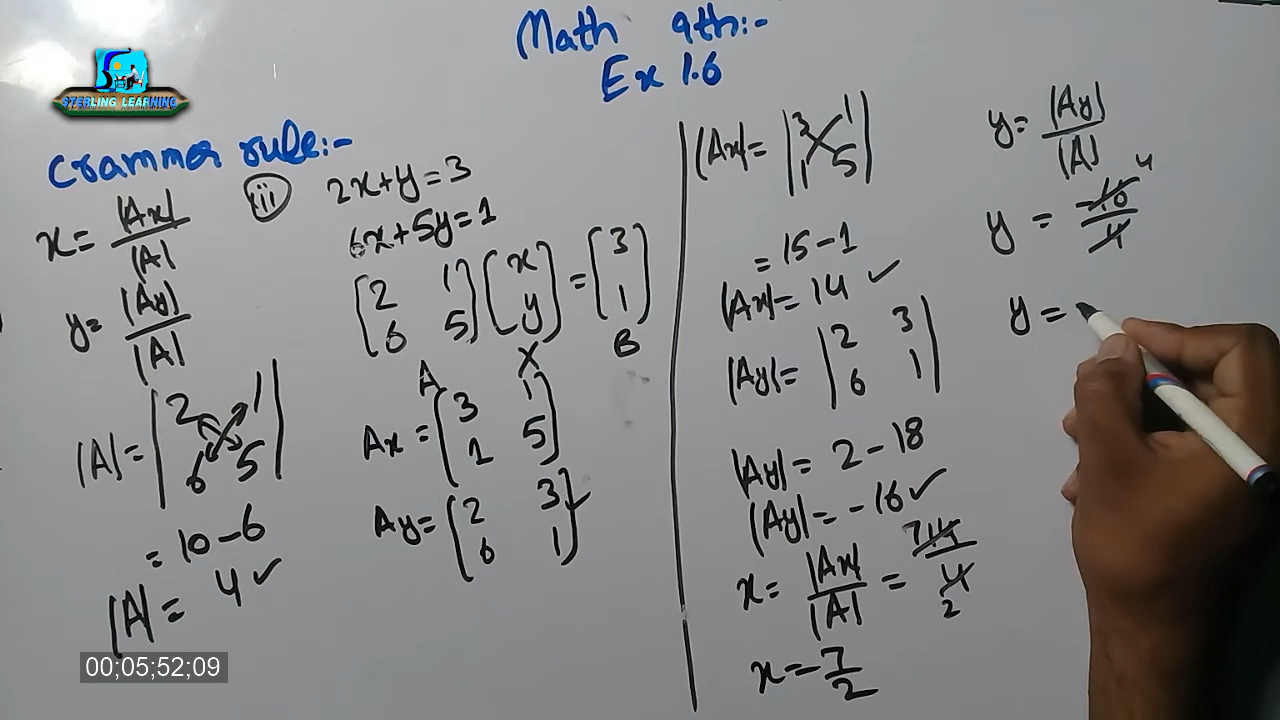 Math 9th:-
Ex 1.6
STERLING LEARNING
Crammer rule:-
x = |Ax| / |A|
y = |Ay| / |A|
|A| = | 2 1 |
| 6 5 |
= 10 - 6
|A| = 4 ✓
(iii) 2x + y = 3
6x + 5y = 1
[ 2 1 ] [ x ] = [ 3 ]
[ 6 5 ] [ y ] [ 1 ]
A X B
Ax = [ 3 1 ]
[ 1 5 ]
Ay = [ 2 3 ]
[ 6 1 ]
|Ax| = | 3 1 |
| 1 5 |
= 15 - 1
|Ax| = 14 ✓
|Ay| = | 2 3 |
| 6 1 |
|Ay| = 2 - 18
|Ay| = -16 ✓
x = |Ax| / |A| = 7 14 / 4 2
x = 7 / 2
y = |Ay| / |A|
y = -16 4 / 4
y =
00;05;52;09